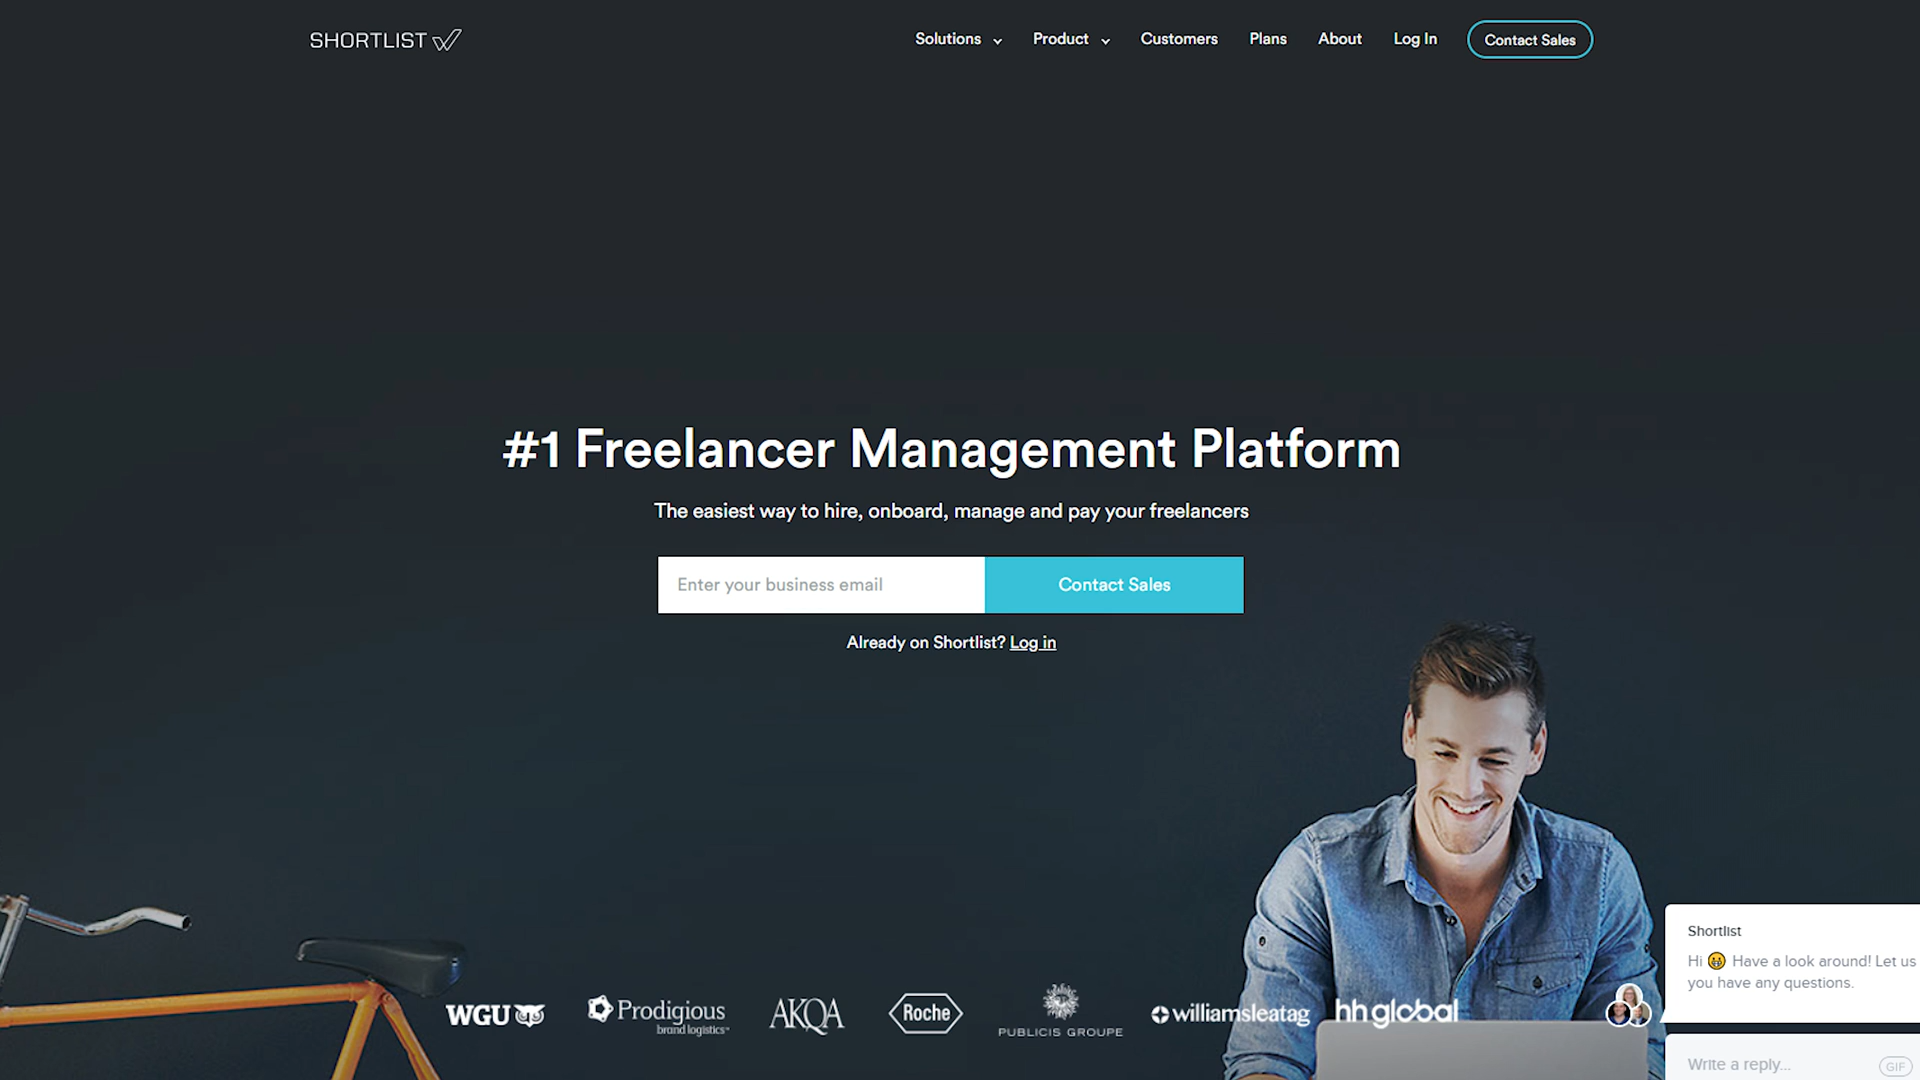 SHORTLIST
Solutions Product Customers Plans About Log In Contact Sales
#1 Freelancer Management Platform
The easiest way to hire, onboard, manage and pay your freelancers
Enter your business email Contact Sales
Already on Shortlist? Log in
WGU
Prodigious
brand logistics™
AKQA
Roche
PUBLICIS GROUPE
williamsleatag
hh global
Shortlist
Hi 😀 Have a look around! Let us
you have any questions.
Write a reply...
GIF